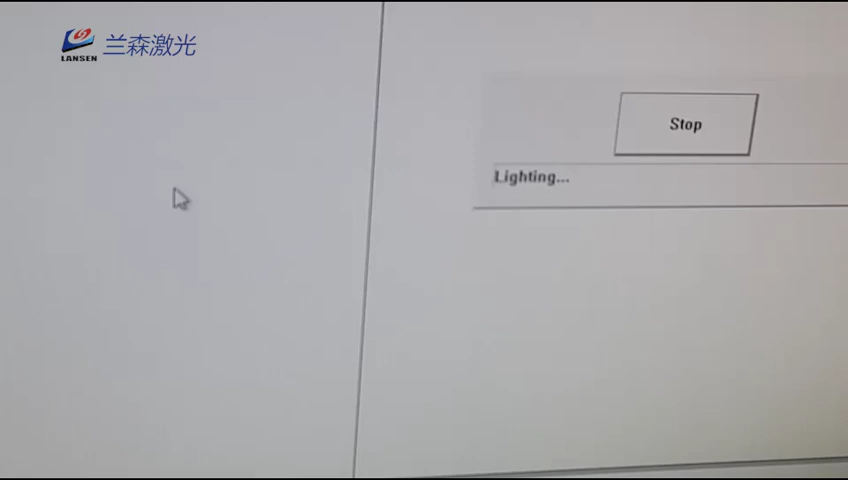 LANSEN
兰森激光
Stop
Lighting...